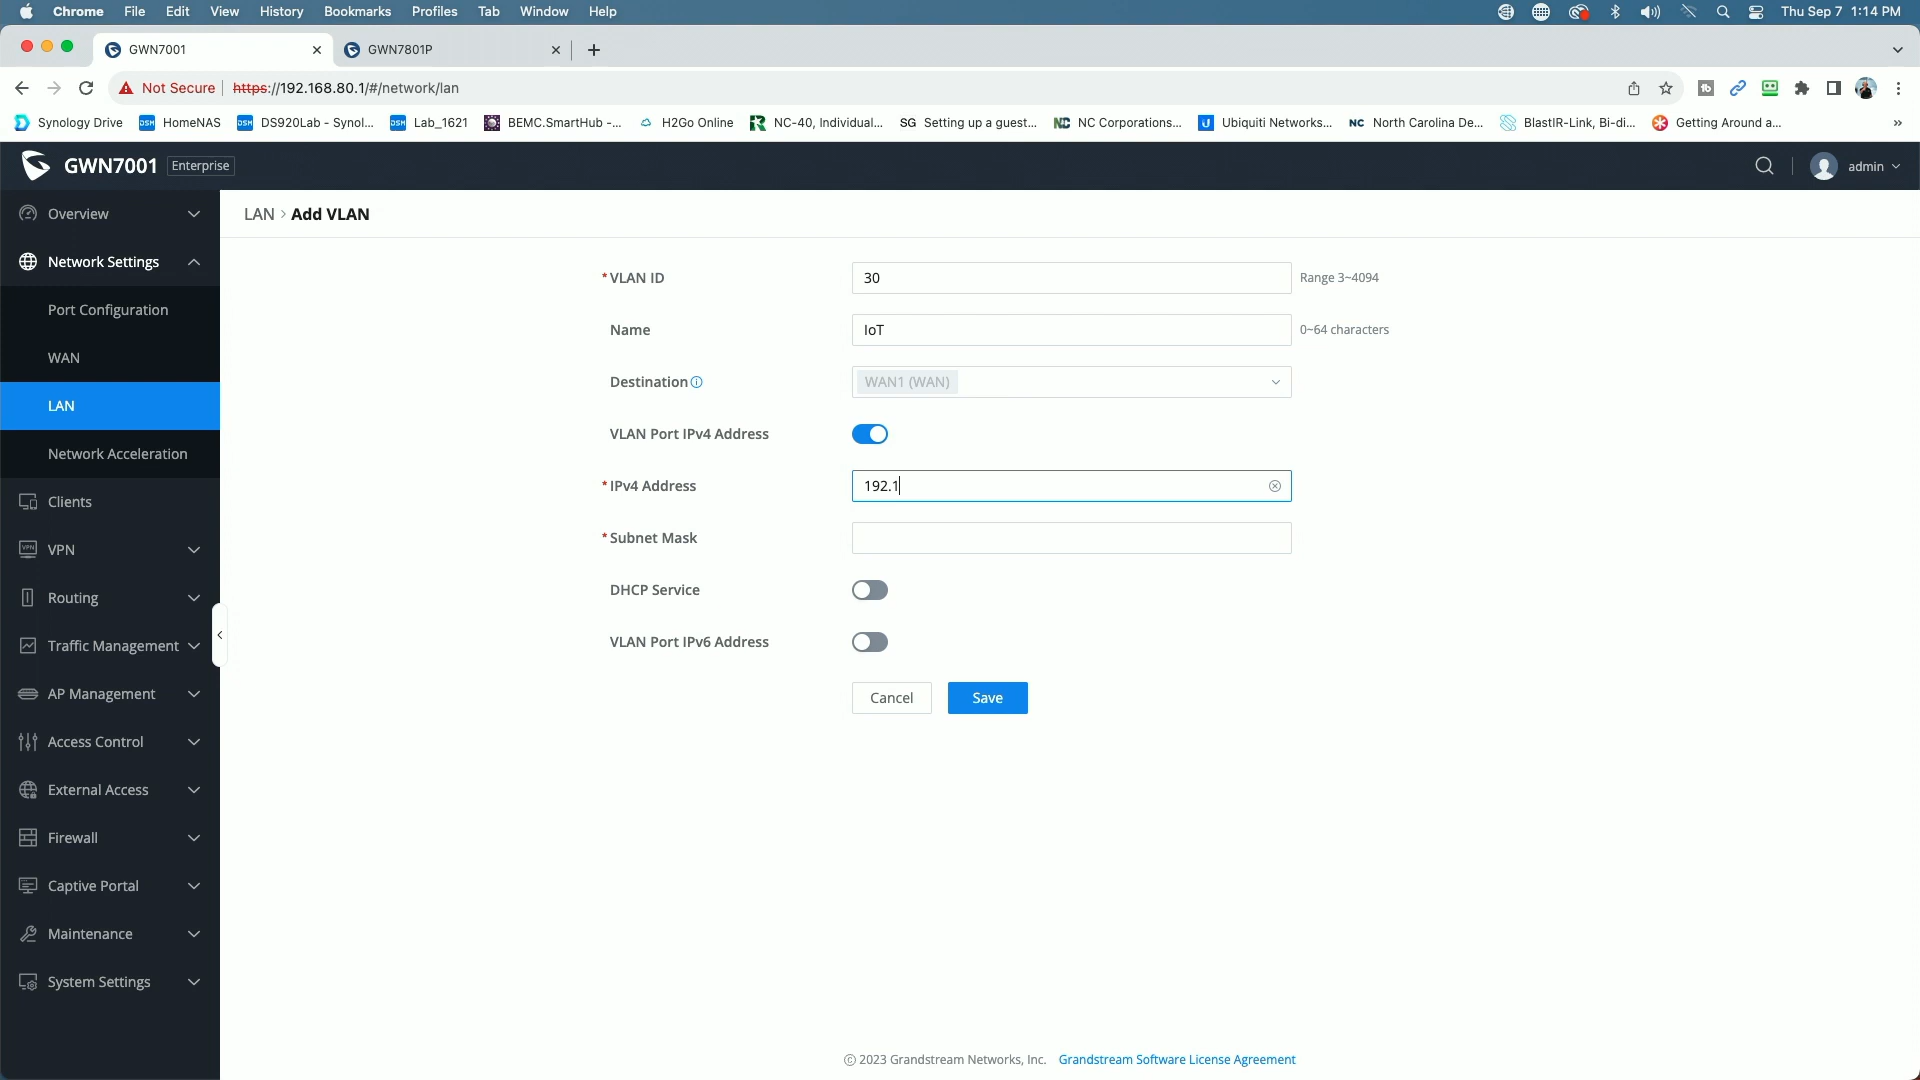 Chrome File Edit View History Bookmarks Profiles Tab Window Help Thu Sep 7 1:14 PM
GWN7001 GWN7801P
Not Secure https://192.168.80.1/#/network/lan
Synology Drive HomeNAS DS920Lab - Synol... Lab_1621 BEMC.SmartHub -... H2Go Online NC-40, Individual... SG Setting up a guest... NC Corporations... Ubiquiti Networks... NC North Carolina De... BlastIR-Link, Bi-di... Getting Around a...
GWN7001 Enterprise admin
Overview
LAN > Add VLAN
Network Settings
Port Configuration
WAN
LAN
Network Acceleration
Clients
VPN
Routing
Traffic Management
AP Management
Access Control
External Access
Firewall
Captive Portal
Maintenance
System Settings
*VLAN ID 30 Range 3~4094
Name IoT 0~64 characters
Destination WAN1 (WAN)
VLAN Port IPv4 Address
*IPv4 Address 192.1
*Subnet Mask
DHCP Service
VLAN Port IPv6 Address
Cancel Save
© 2023 Grandstream Networks, Inc. Grandstream Software License Agreement